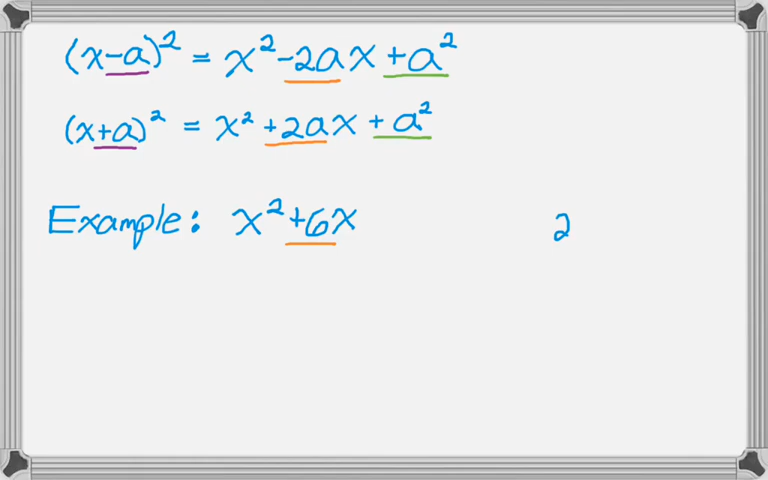 (x-a)² = x²-2ax+a²
(x+a)² = x²+2ax+a²
Example: x²+6x 2